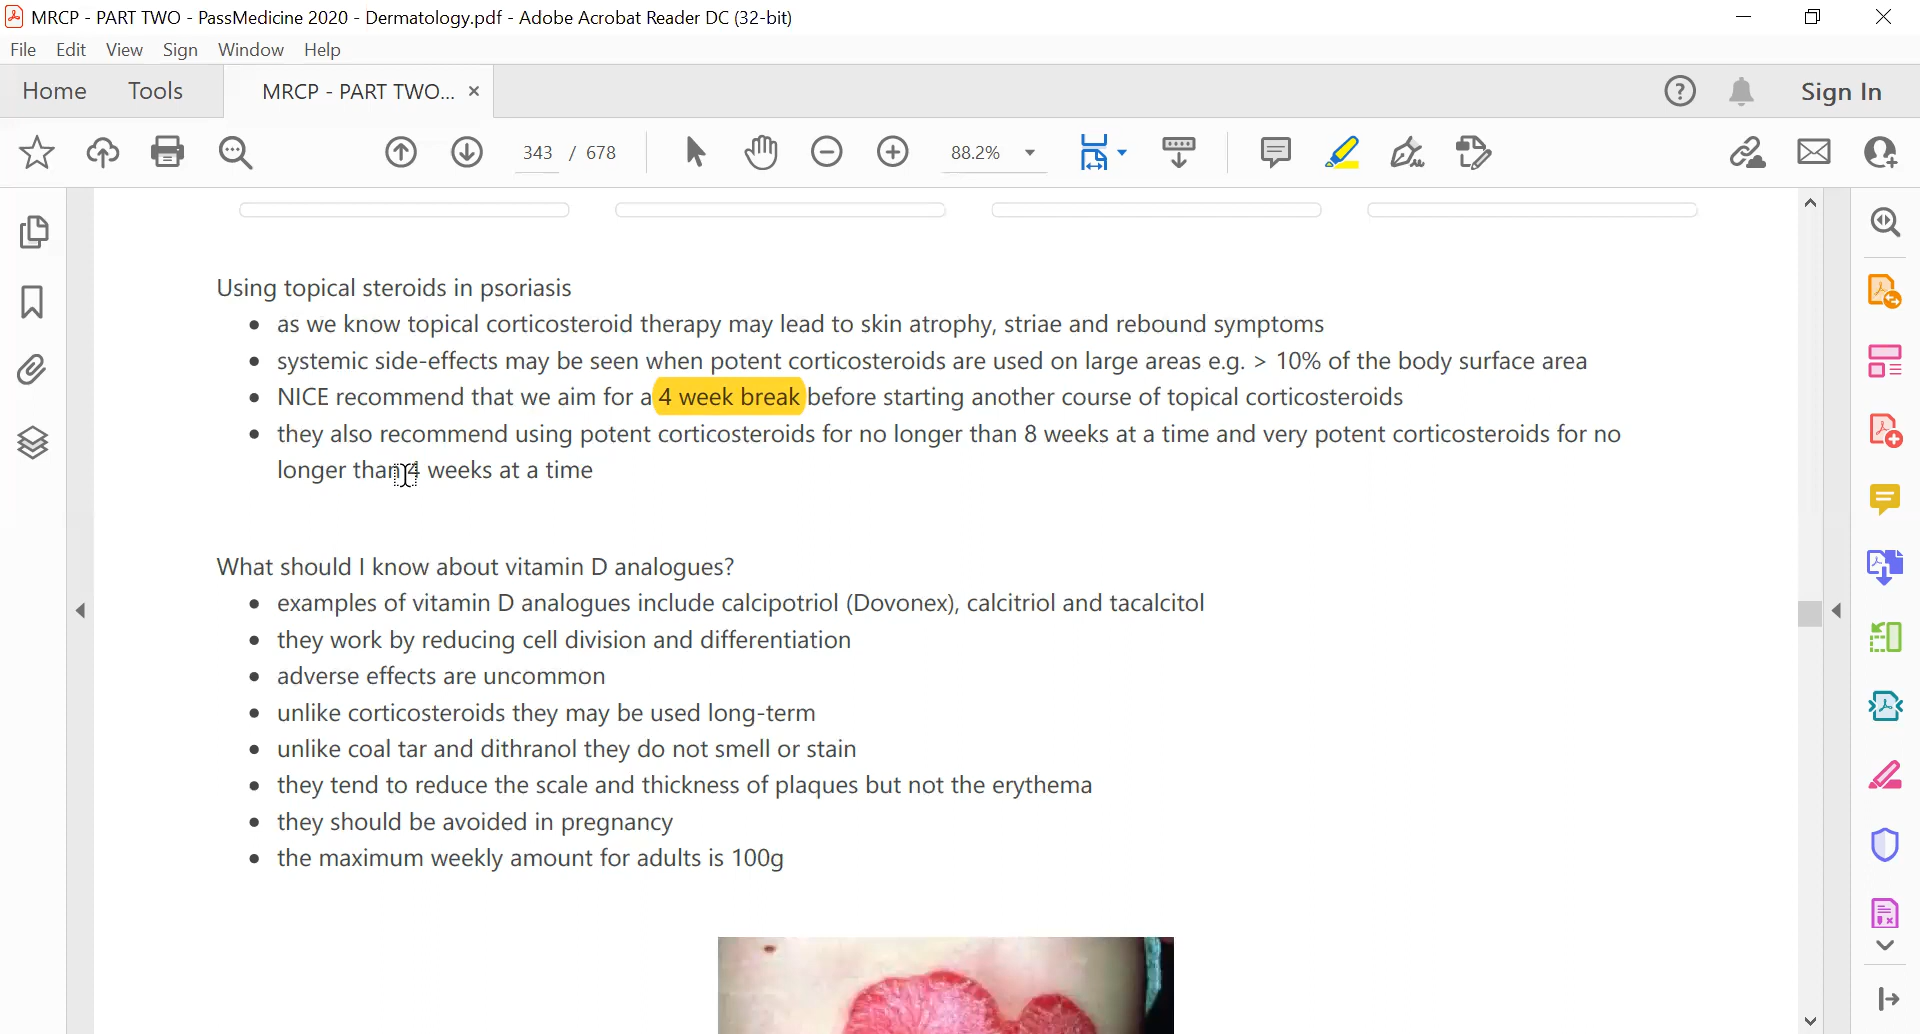 MRCP - PART TWO - PassMedicine 2020 - Dermatology.pdf - Adobe Acrobat Reader DC (32-bit)
File Edit View Sign Window Help
Home Tools MRCP - PART TWO... × Sign In
343 / 678 88.2%
Using topical steroids in psoriasis
• as we know topical corticosteroid therapy may lead to skin atrophy, striae and rebound symptoms
• systemic side-effects may be seen when potent corticosteroids are used on large areas e.g. > 10% of the body surface area
• NICE recommend that we aim for a 4 week break before starting another course of topical corticosteroids
• they also recommend using potent corticosteroids for no longer than 8 weeks at a time and very potent corticosteroids for no
longer than 4 weeks at a time
What should I know about vitamin D analogues?
• examples of vitamin D analogues include calcipotriol (Dovonex), calcitriol and tacalcitol
• they work by reducing cell division and differentiation
• adverse effects are uncommon
• unlike corticosteroids they may be used long-term
• unlike coal tar and dithranol they do not smell or stain
• they tend to reduce the scale and thickness of plaques but not the erythema
• they should be avoided in pregnancy
• the maximum weekly amount for adults is 100g